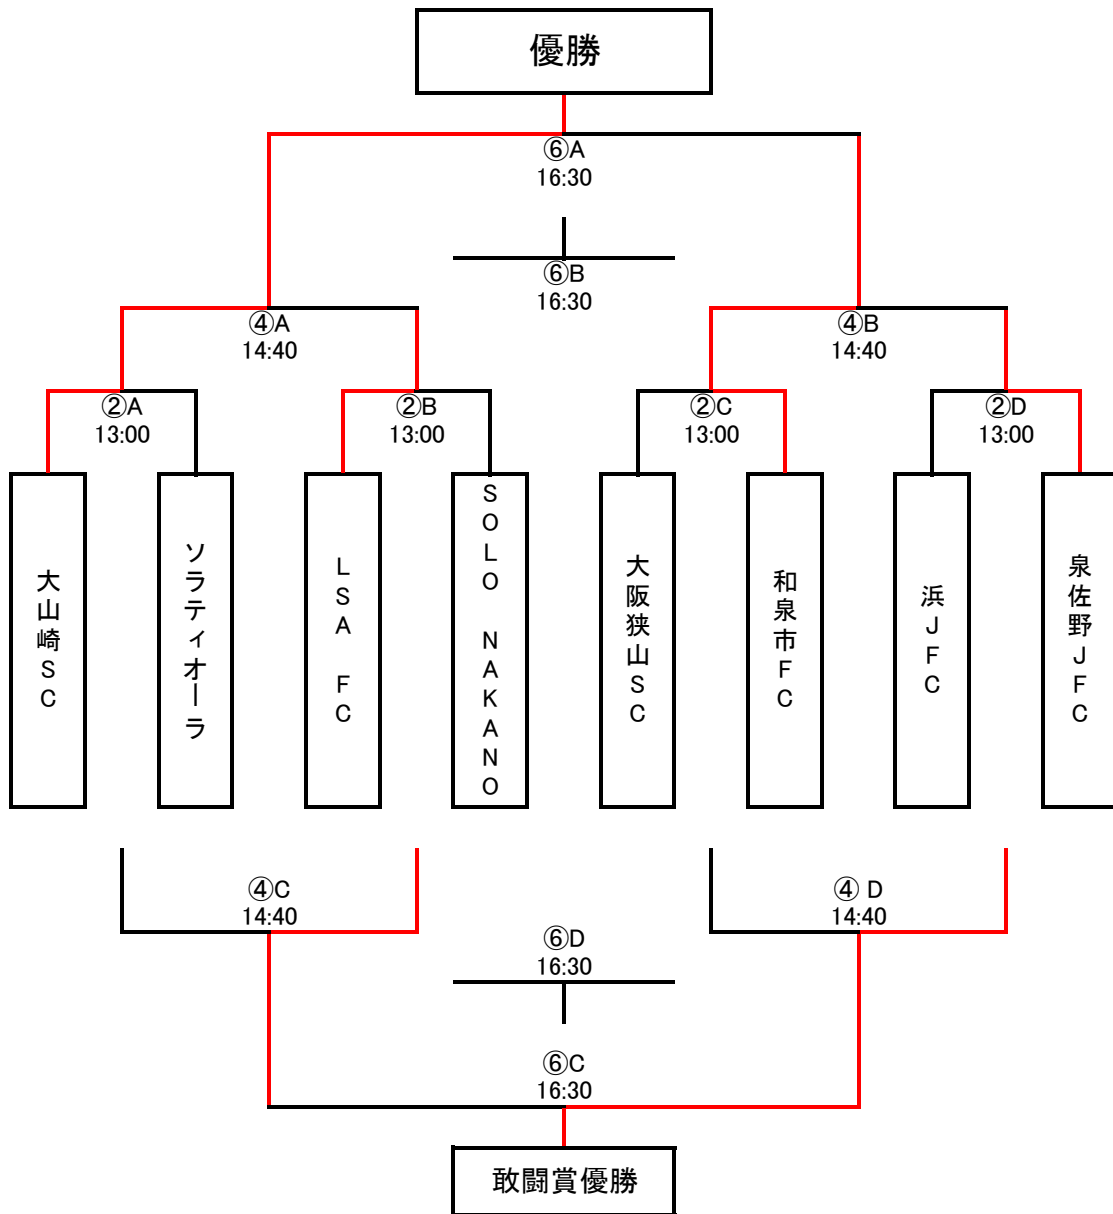 優勝
⑥A
16:30
⑥B
16:30
④A
14:40
④B
14:40
②A
13:00
②B
13:00
②C
13:00
②D
13:00
大山崎SC
ソラティオーラ
LSA FC
SOLO NAKANO
大阪狭山SC
和泉市FC
浜JFC
泉佐野JFC
④C
14:40
④ D
14:40
⑥D
16:30
⑥C
16:30
敢闘賞優勝